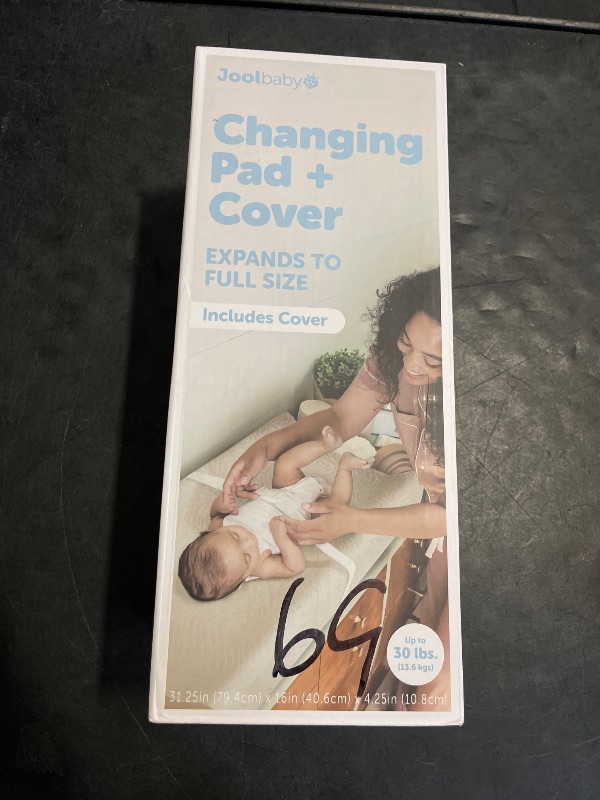 Joolbaby
Changing
Pad +
Cover
EXPANDS TO
FULL SIZE
Includes Cover
69
Up to
30 lbs.
(13.6 kgs)
31.25in (79.4cm) x 16in (40.6cm) x 4.25in (10.8cm)